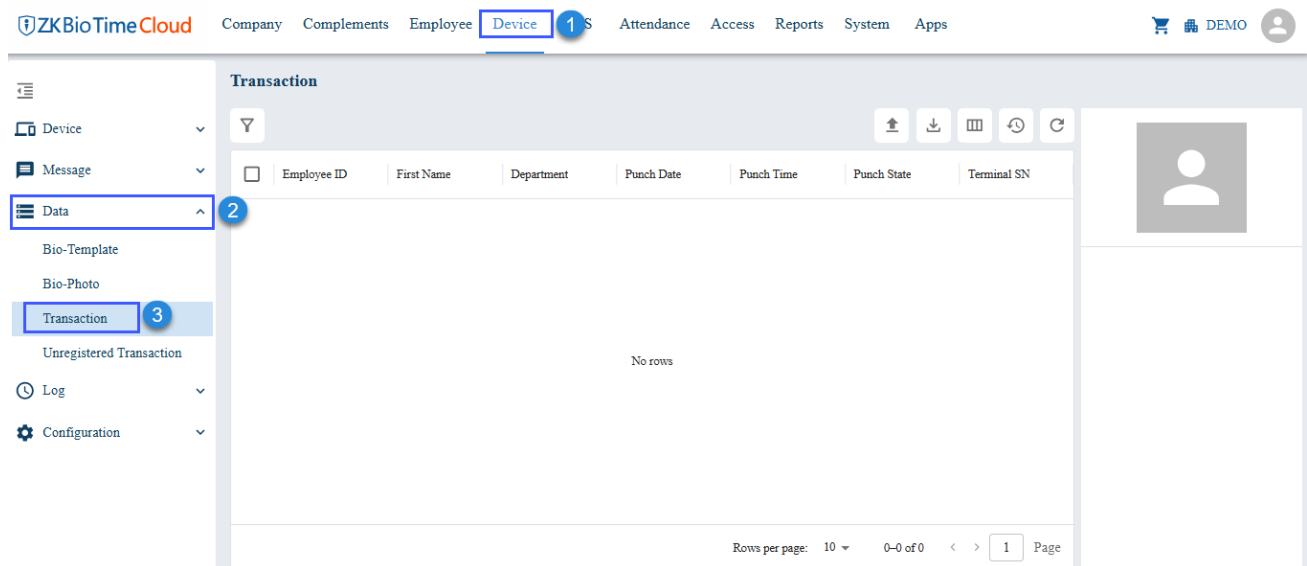 ZKBioTime Cloud Company Complements Employee Device 1 S Attendance Access Reports System Apps DEMO
Transaction
Device
Message
Data 2
Bio-Template
Bio-Photo
Transaction 3
Unregistered Transaction
Log
Configuration
Employee ID First Name Department Punch Date Punch Time Punch State Terminal SN
No rows
Rows per page: 10 0–0 of 0 < > 1 Page